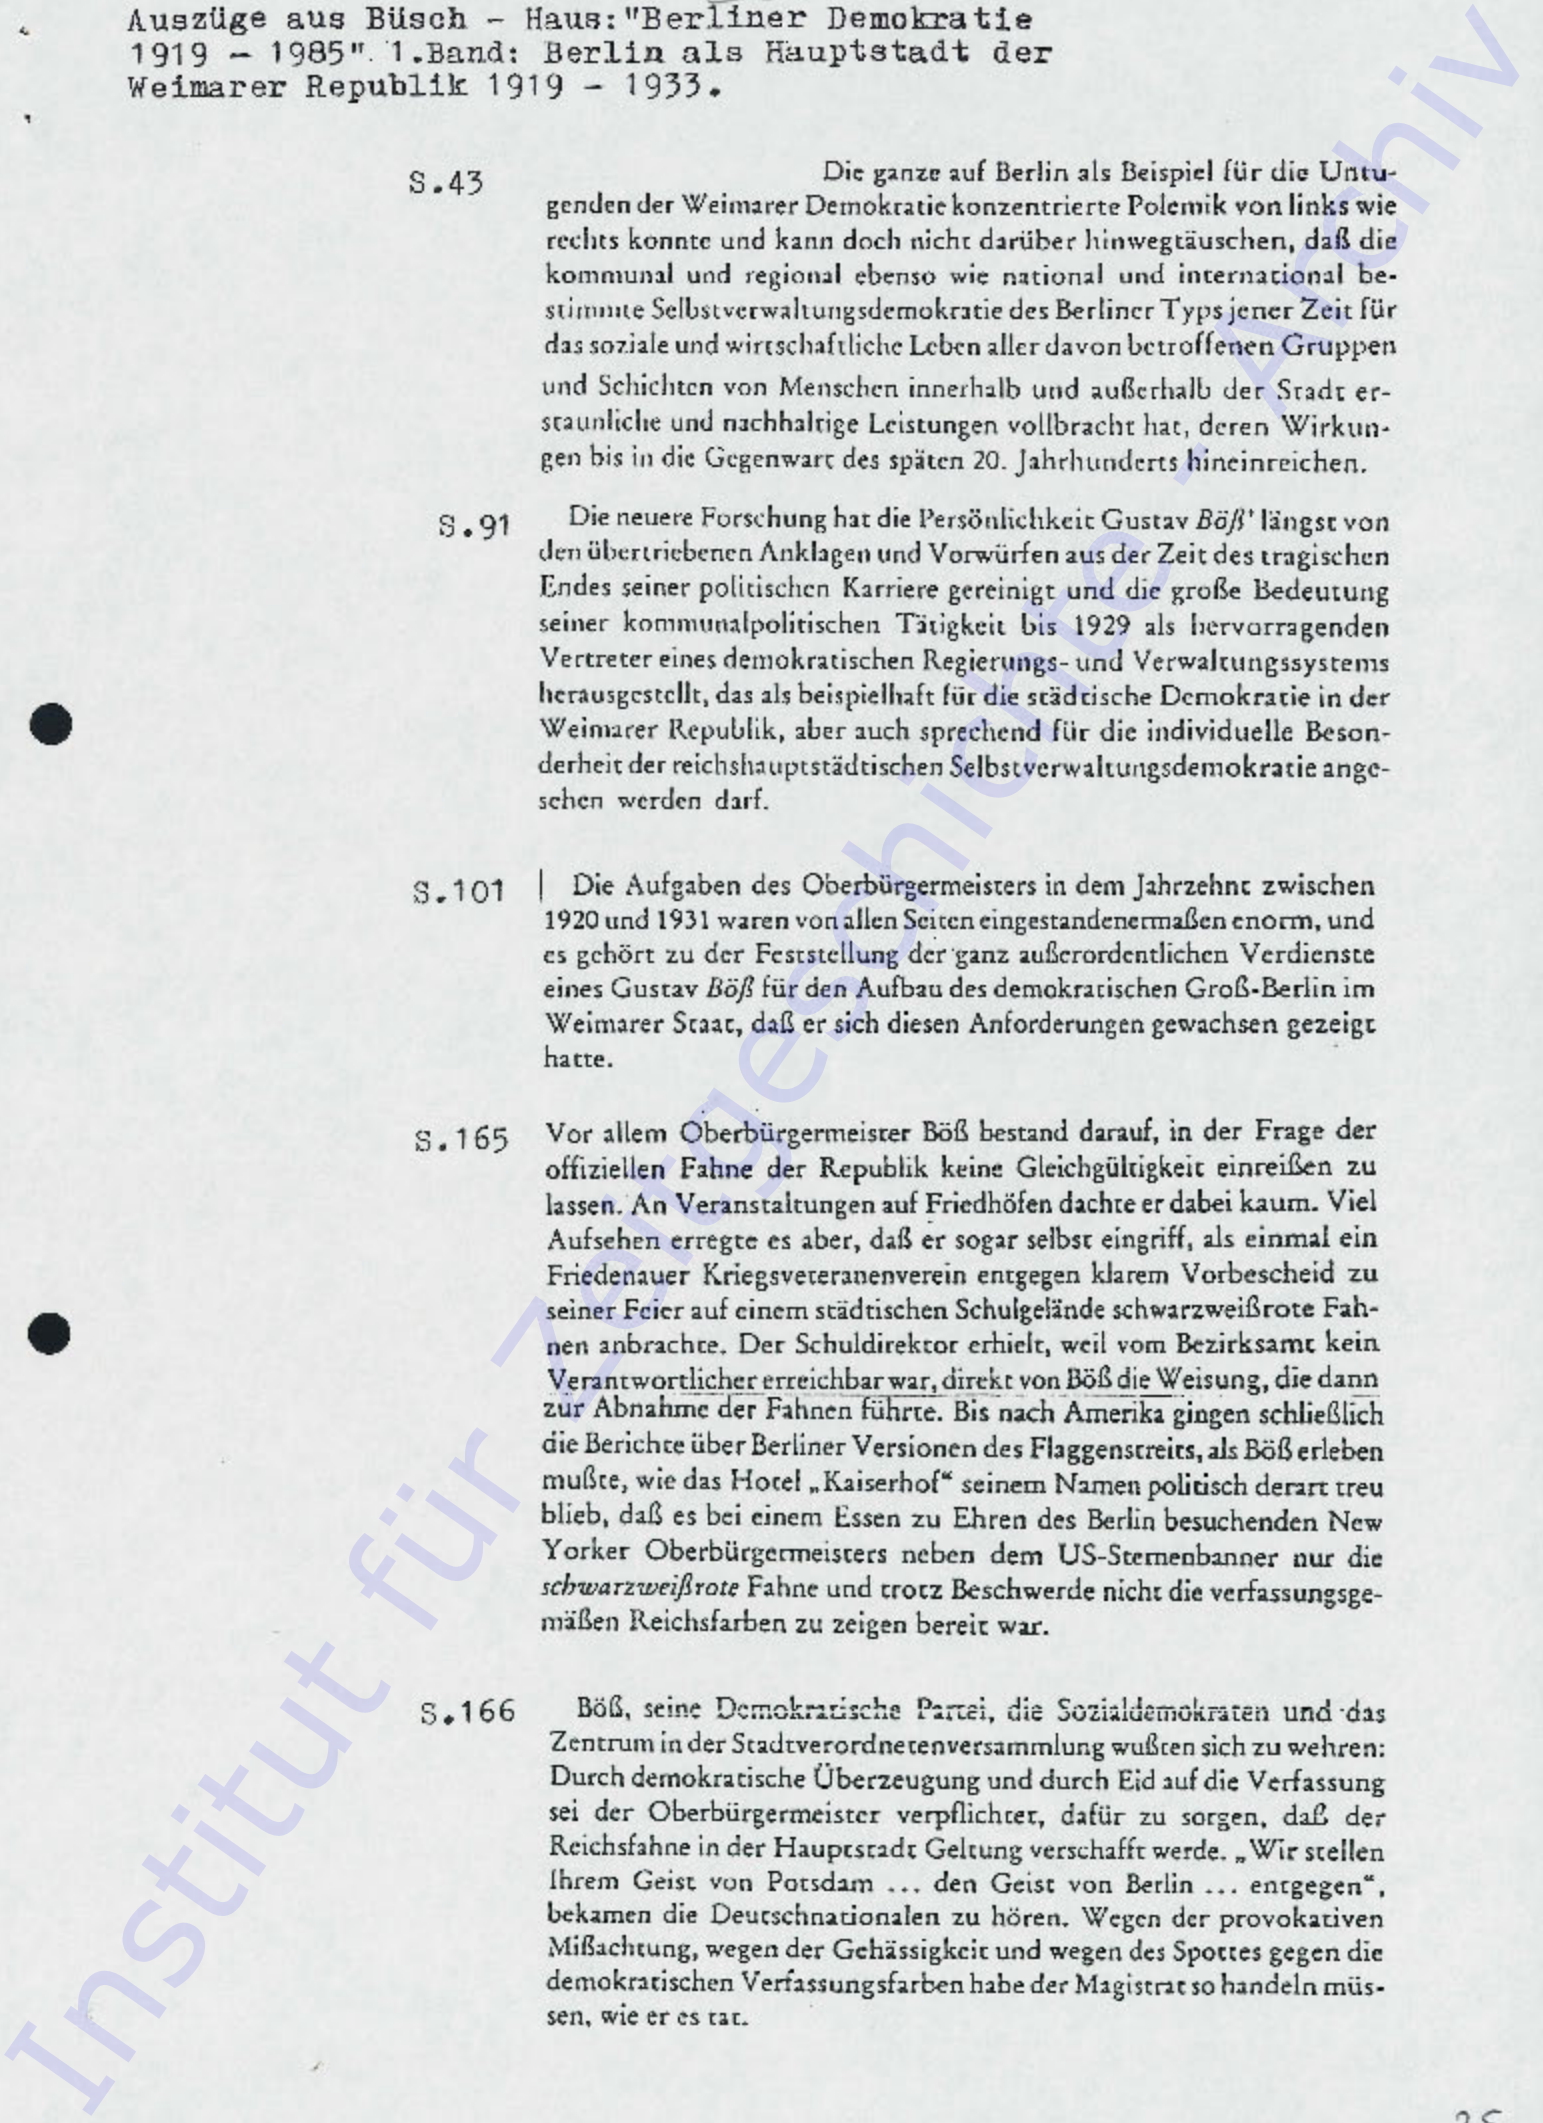 Auszüge aus Büsch - Haus:"Berliner Demokratie
1919 - 1985". 1.Band: Berlin als Hauptstadt der
Weimarer Republik 1919 - 1933.
S.43
Die ganze auf Berlin als Beispiel für die Untu-
genden der Weimarer Demokratie konzentrierte Polemik von links wie
rechts konnte und kann doch nicht darüber hinwegtäuschen, daß die
kommunal und regional ebenso wie national und international be-
stimmte Selbstverwaltungsdemokratie des Berliner Typs jener Zeit für
das soziale und wirtschaftliche Leben aller davon betroffenen Gruppen
und Schichten von Menschen innerhalb und außerhalb der Stadt er-
staunliche und nachhaltige Leistungen vollbracht hat, deren Wirkun-
gen bis in die Gegenwart des späten 20. Jahrhunderts hineinreichen.
S.91
Die neuere Forschung hat die Persönlichkeit Gustav Böß' längst von
den übertriebenen Anklagen und Vorwürfen aus der Zeit des tragischen
Endes seiner politischen Karriere gereinigt und die große Bedeutung
seiner kommunalpolitischen Tätigkeit bis 1929 als hervorragenden
Vertreter eines demokratischen Regierungs- und Verwaltungssystems
herausgestellt, das als beispielhaft für die städtische Demokratie in der
Weimarer Republik, aber auch sprechend für die individuelle Beson-
derheit der reichshauptstädtischen Selbstverwaltungsdemokratie ange-
sehen werden darf.
S.101
Die Aufgaben des Oberbürgermeisters in dem Jahrzehnt zwischen
1920 und 1931 waren von allen Seiten eingestandenermaßen enorm, und
es gehört zu der Feststellung der ganz außerordentlichen Verdienste
eines Gustav Böß für den Aufbau des demokratischen Groß-Berlin im
Weimarer Staat, daß er sich diesen Anforderungen gewachsen gezeigt
hatte.
S.165
Vor allem Oberbürgermeister Böß bestand darauf, in der Frage der
offiziellen Fahne der Republik keine Gleichgültigkeit einreißen zu
lassen. An Veranstaltungen auf Friedhöfen dachte er dabei kaum. Viel
Aufsehen erregte es aber, daß er sogar selbst eingriff, als einmal ein
Friedenauer Kriegsveteranenverein entgegen klarem Vorbescheid zu
seiner Feier auf einem städtischen Schulgelände schwarzweißrote Fah-
nen anbrachte. Der Schuldirektor erhielt, weil vom Bezirksamt kein
Verantwortlicher erreichbar war, direkt von Böß die Weisung, die dann
zur Abnahme der Fahnen führte. Bis nach Amerika gingen schließlich
die Berichte über Berliner Versionen des Flaggenstreits, als Böß erleben
mußte, wie das Hotel „Kaiserhof“ seinem Namen politisch derart treu
blieb, daß es bei einem Essen zu Ehren des Berlin besuchenden New
Yorker Oberbürgermeisters neben dem US-Sternenbanner nur die
schwarzweißrote Fahne und trotz Beschwerde nicht die verfassungsge-
mäßen Reichsfarben zu zeigen bereit war.
S.166
Böß, seine Demokratische Partei, die Sozialdemokraten und das
Zentrum in der Stadtverordnetenversammlung wußten sich zu wehren:
Durch demokratische Überzeugung und durch Eid auf die Verfassung
sei der Oberbürgermeister verpflichtet, dafür zu sorgen, daß der
Reichsfahne in der Hauptstadt Geltung verschafft werde. „Wir stellen
Ihrem Geist von Potsdam ... den Geist von Berlin ... entgegen“,
bekamen die Deutschnationalen zu hören. Wegen der provokativen
Mißachtung, wegen der Gehässigkeit und wegen des Spottes gegen die
demokratischen Verfassungsfarben habe der Magistrat so handeln müs-
sen, wie er es tat.
Institut für Zeitgeschichte - Archiv